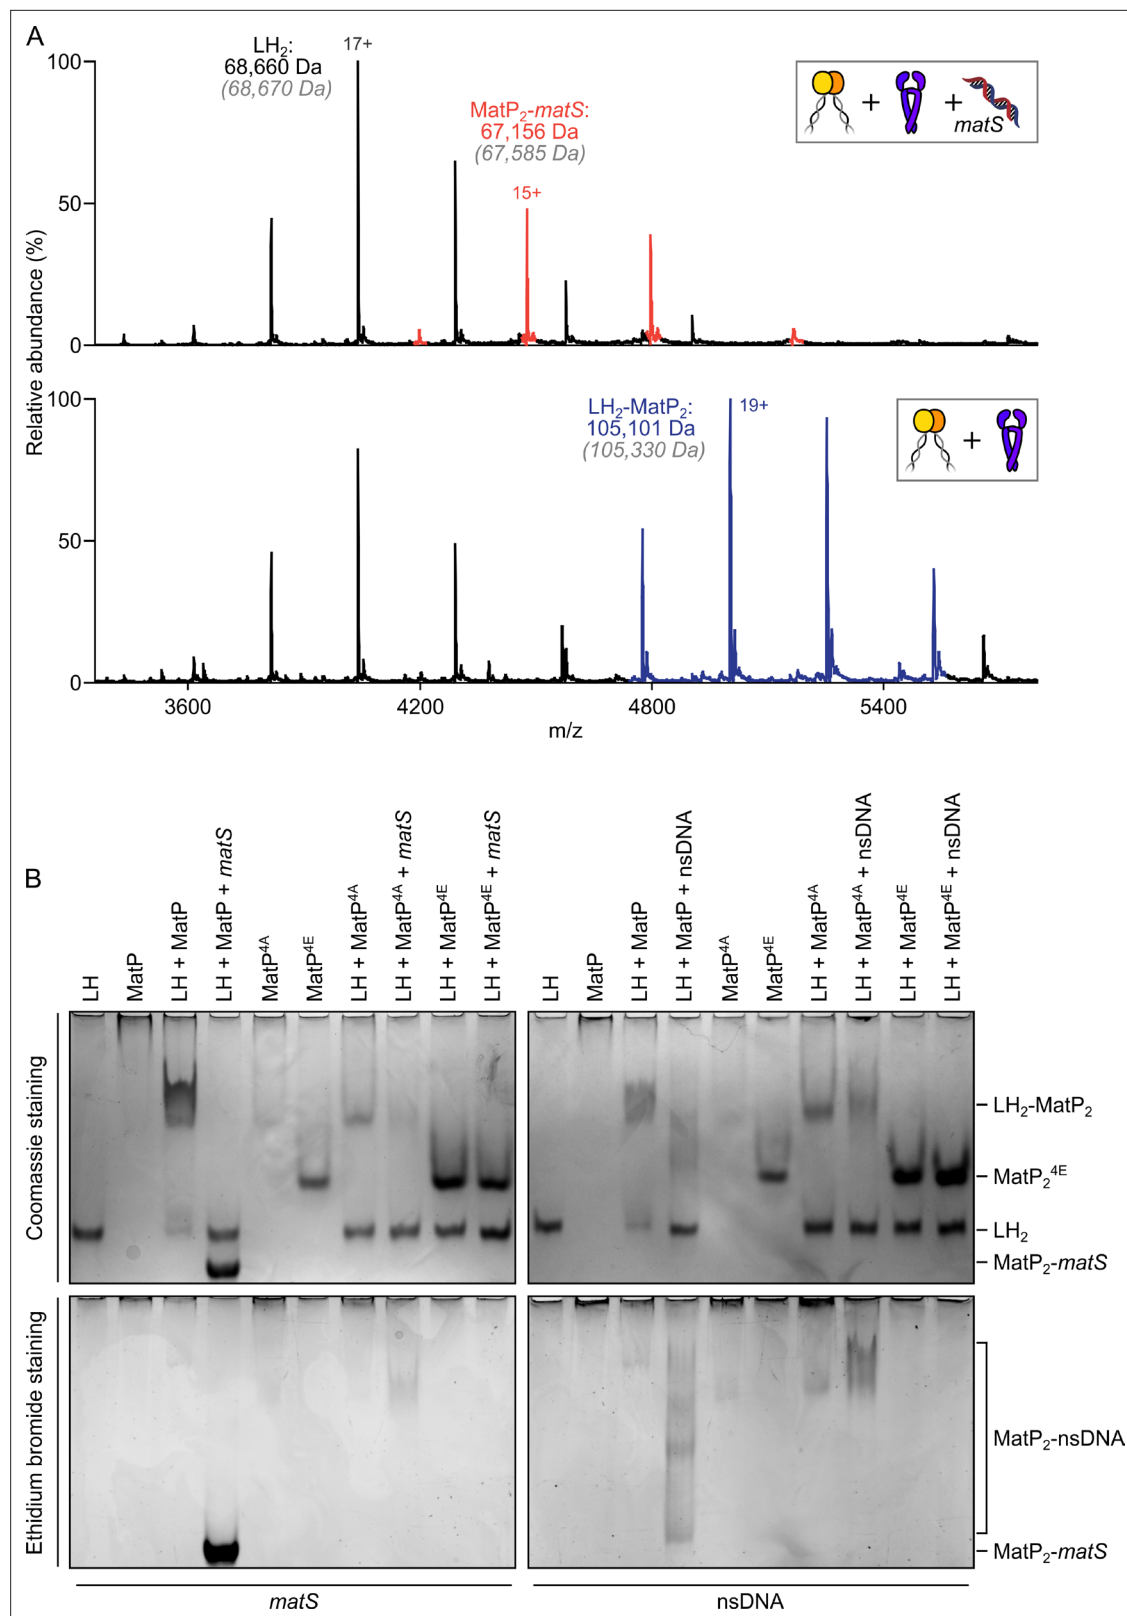 A
LH2:
68,660 Da
(68,670 Da)
17+
MatP2-matS:
67,156 Da
(67,585 Da)
15+
+
+
matS
100
50
0
Relative abundance (%)
LH2-MatP2:
105,101 Da
(105,330 Da)
19+
+
100
50
0
3600
4200
4800
5400
m/z
B
LH
MatP
LH + MatP
LH + MatP + matS
MatP4A
MatP4E
LH + MatP4A
LH + MatP4A + matS
LH + MatP4E
LH + MatP4E + matS
LH
MatP
LH + MatP
LH + MatP + nsDNA
MatP4A
MatP4E
LH + MatP4A
LH + MatP4A + nsDNA
LH + MatP4E
LH + MatP4E + nsDNA
Coomassie staining
LH2-MatP2
MatP24E
LH2
MatP2-matS
Ethidium bromide staining
MatP2-nsDNA
MatP2-matS
matS
nsDNA